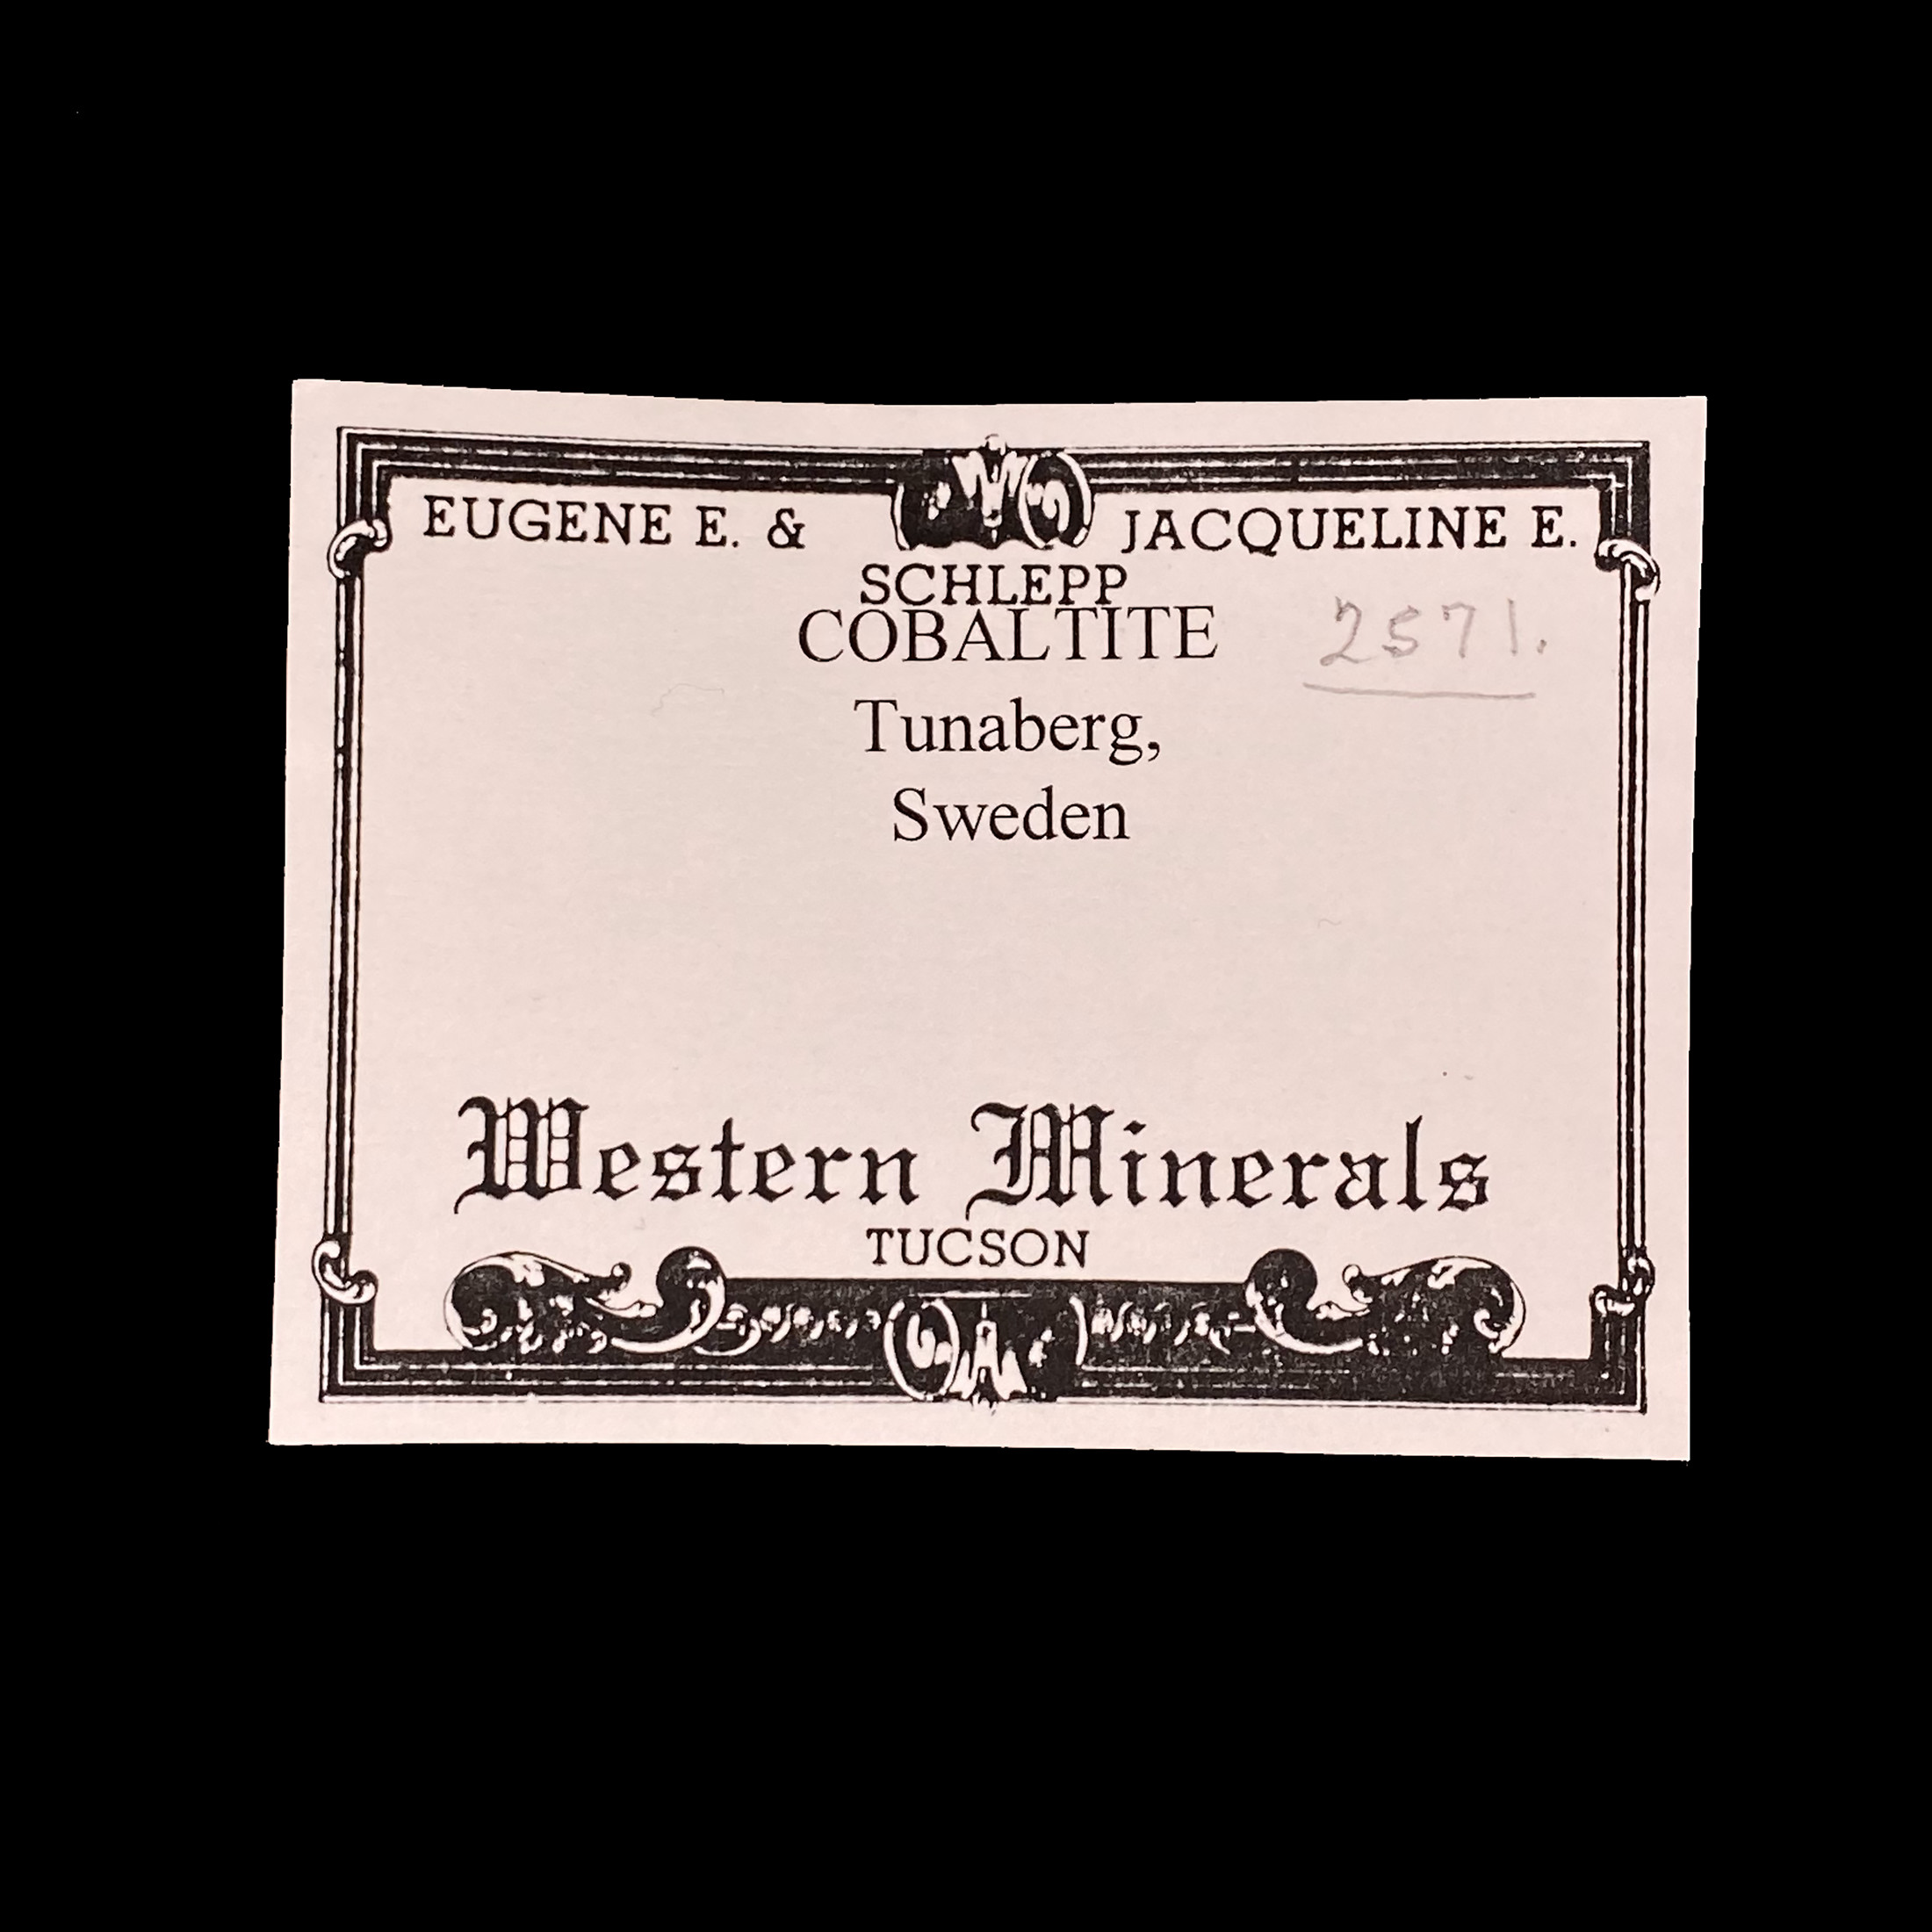 EUGENE E. & JACQUELINE E.
SCHLEPP
COBALTITE
2571.
Tunaberg,
Sweden
Western Minerals
TUCSON